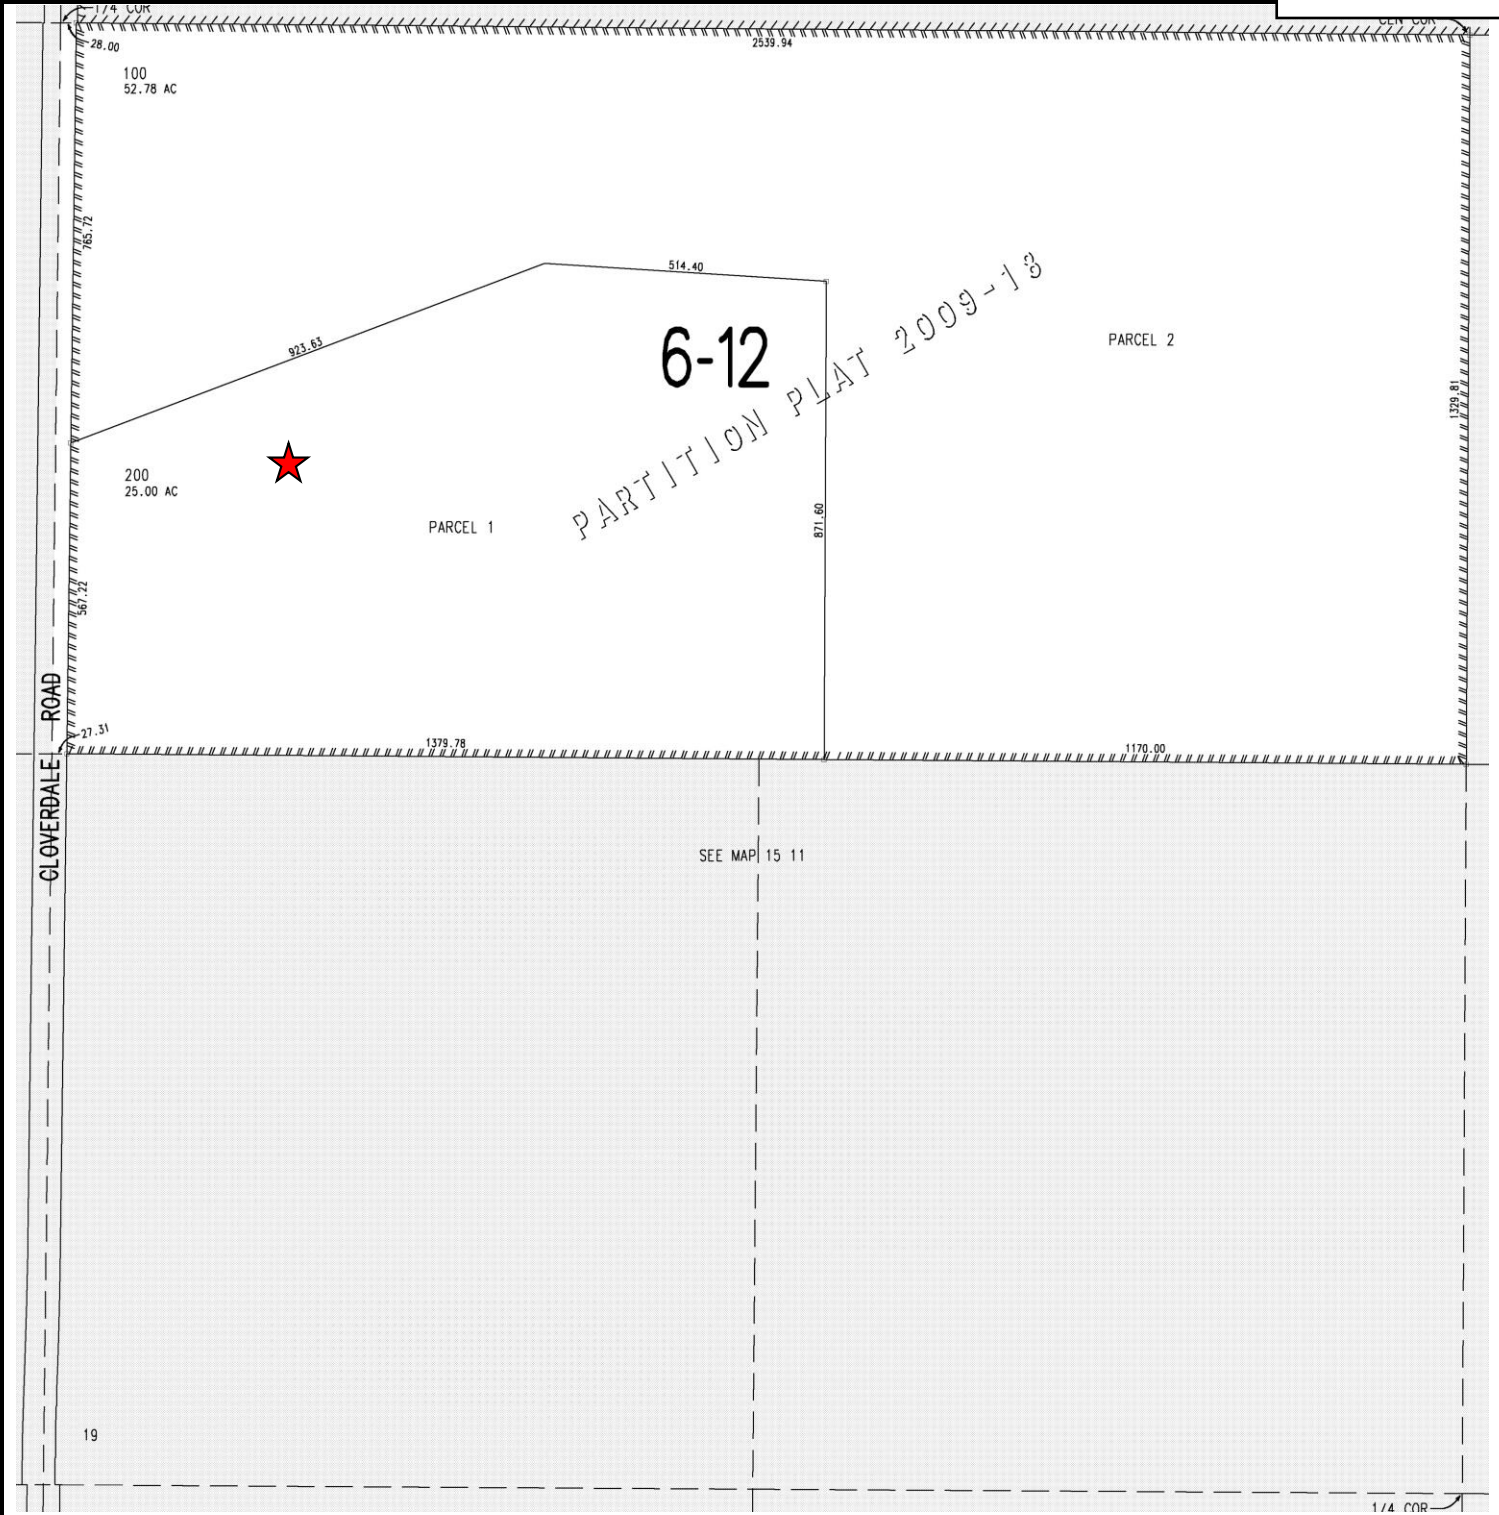 1/4 COR
CEN COR
28.00
2539.94
100
52.78 AC
765.72
514.40
923.63
6-12
PARTITION PLAT 2009-13
PARCEL 2
1329.81
200
25.00 AC
PARCEL 1
871.60
567.22
27.31
1379.78
1170.00
CLOVERDALE ROAD
SEE MAP 15 11
19
1/4 COR